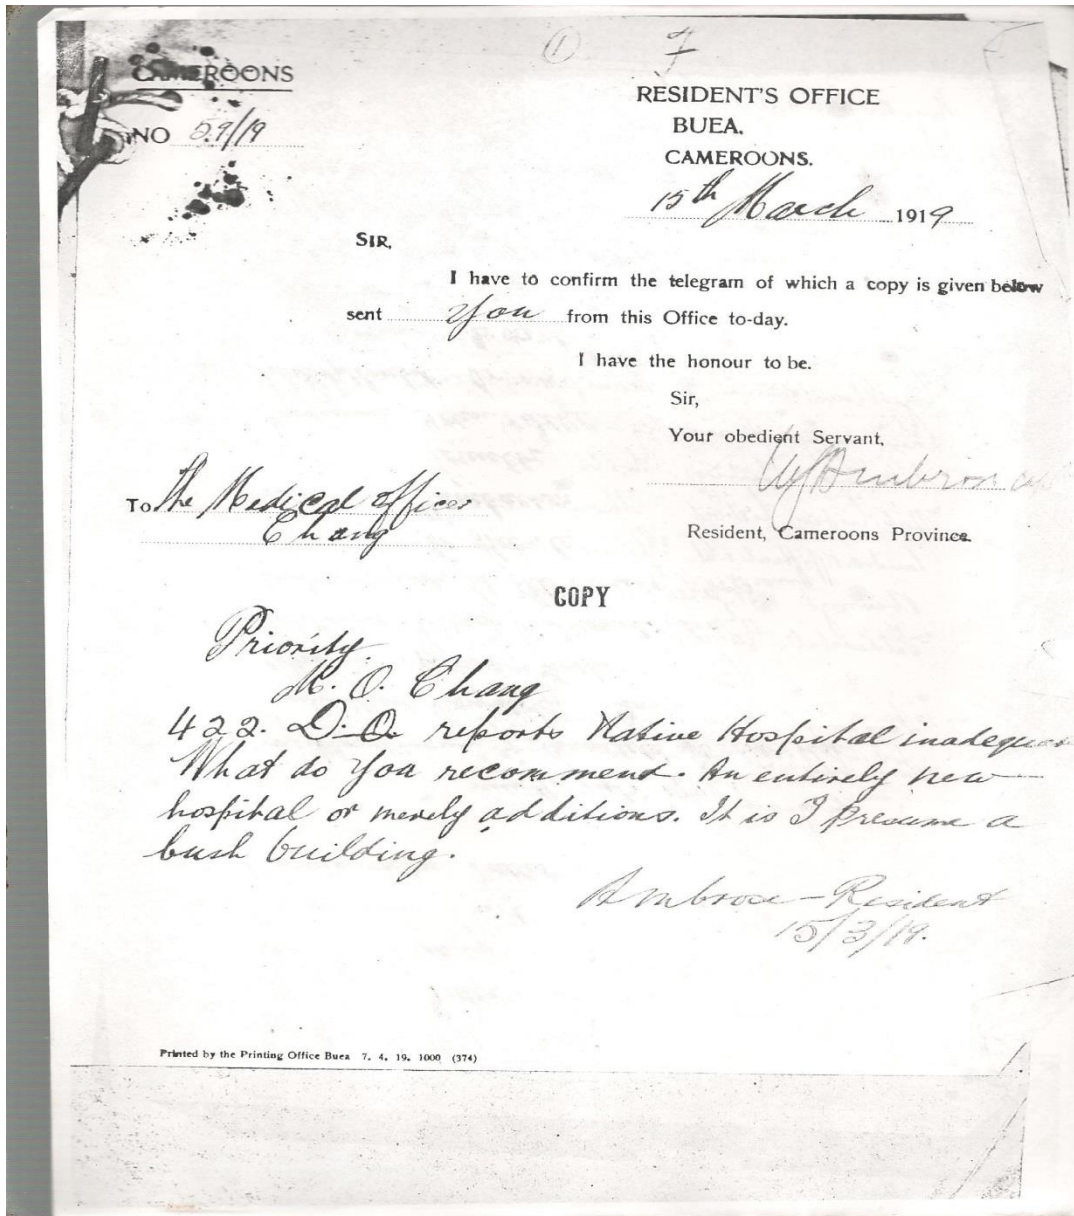 ① 7
CAMEROONS
NO 59/19
RESIDENT'S OFFICE
BUEA.
CAMEROONS.
15th March 1919
SIR,
I have to confirm the telegram of which a copy is given below
sent you from this Office to-day.
I have the honour to be.
Sir,
Your obedient Servant,
To The Medical Officer
Chang
Resident, Cameroons Province.
COPY
Priority.
M. O. Chang
422. D.O. reports Native Hospital inadequa
What do you recommend. An entirely new
hospital or merely additions. It is I presume a
bush building.
Ambrose - Resident
15/3/19.
Printed by the Printing Office Buea 7. 4. 19. 1000 (374)